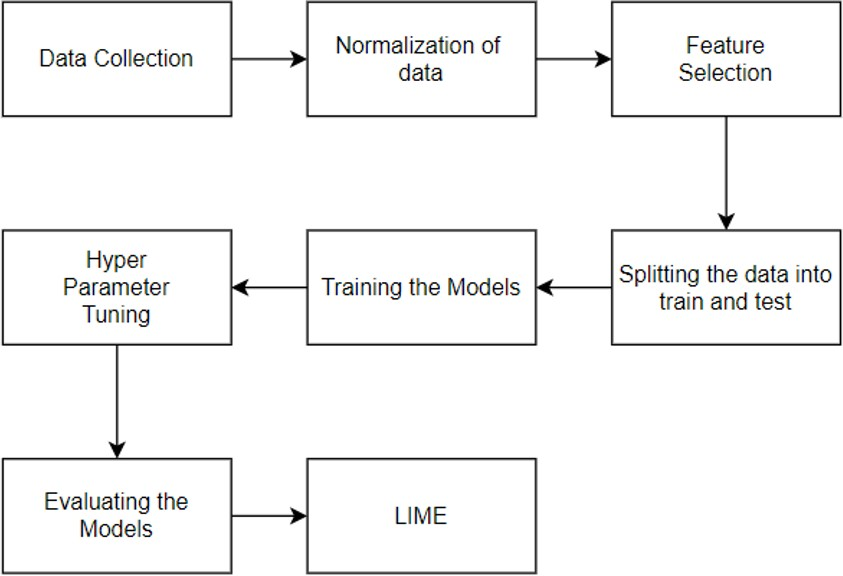 Data Collection
Normalization of
data
Feature
Selection
Splitting the data into
train and test
Training the Models
Hyper
Parameter
Tuning
Evaluating the
Models
LIME